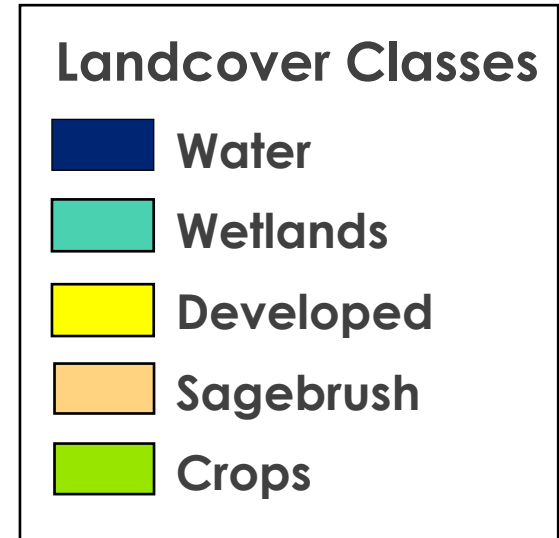 Landcover Classes
Water
Wetlands
Developed
Sagebrush
Crops